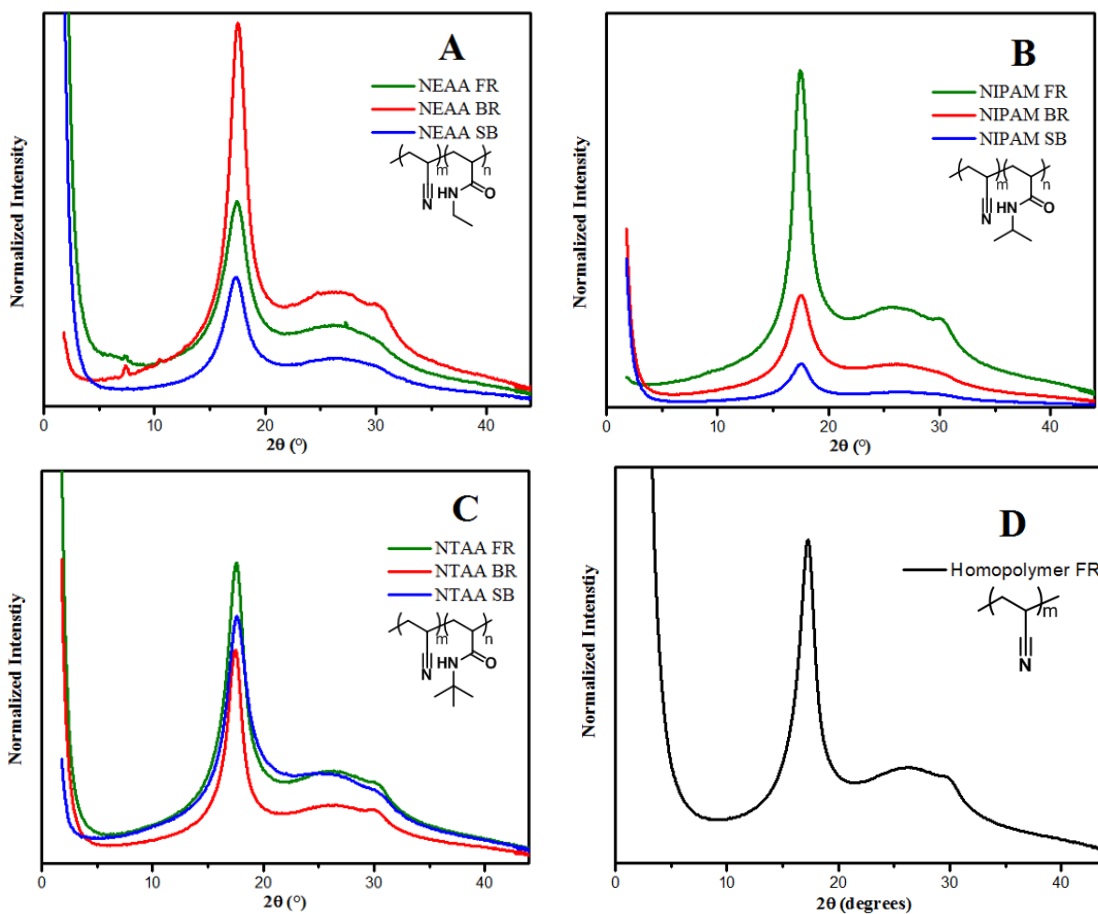 A
NEAA FR
NEAA BR
NEAA SB
m n
N HN O
Normalized Intensity
0 10 20 30 40
2θ (°)
B
NIPAM FR
NIPAM BR
NIPAM SB
m n
N HN O
Normalized Intensity
0 10 20 30 40
2θ (°)
C
NTAA FR
NTAA BR
NTAA SB
m n
N HN O
Normalized Intenstiy
0 10 20 30 40
2θ (°)
D
Homopolymer FR
m
N
Normalized Intensity
0 10 20 30 40
2θ (degrees)